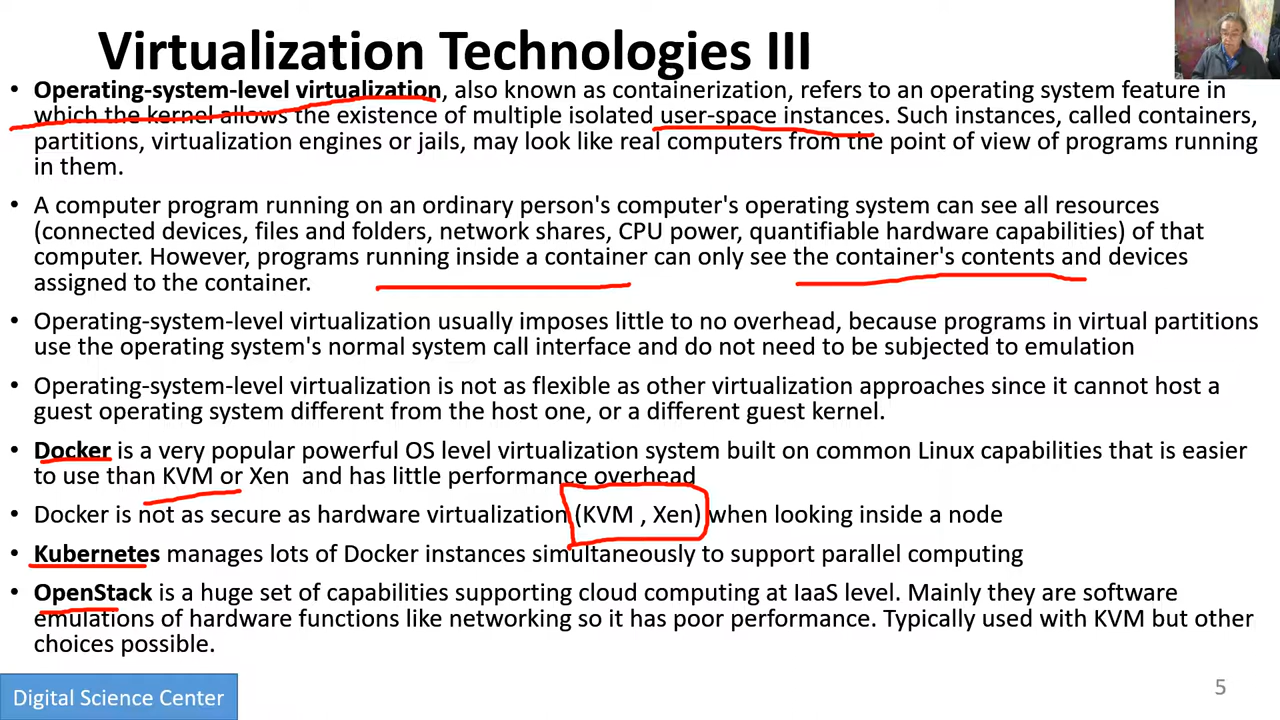 Virtualization Technologies III
• Operating-system-level virtualization, also known as containerization, refers to an operating system feature in
which the kernel allows the existence of multiple isolated user-space instances. Such instances, called containers,
partitions, virtualization engines or jails, may look like real computers from the point of view of programs running
in them.
• A computer program running on an ordinary person's computer's operating system can see all resources
(connected devices, files and folders, network shares, CPU power, quantifiable hardware capabilities) of that
computer. However, programs running inside a container can only see the container's contents and devices
assigned to the container.
• Operating-system-level virtualization usually imposes little to no overhead, because programs in virtual partitions
use the operating system's normal system call interface and do not need to be subjected to emulation
• Operating-system-level virtualization is not as flexible as other virtualization approaches since it cannot host a
guest operating system different from the host one, or a different guest kernel.
• Docker is a very popular powerful OS level virtualization system built on common Linux capabilities that is easier
to use than KVM or Xen and has little performance overhead
• Docker is not as secure as hardware virtualization (KVM , Xen) when looking inside a node
• Kubernetes manages lots of Docker instances simultaneously to support parallel computing
• OpenStack is a huge set of capabilities supporting cloud computing at IaaS level. Mainly they are software
emulations of hardware functions like networking so it has poor performance. Typically used with KVM but other
choices possible.
Digital Science Center
5